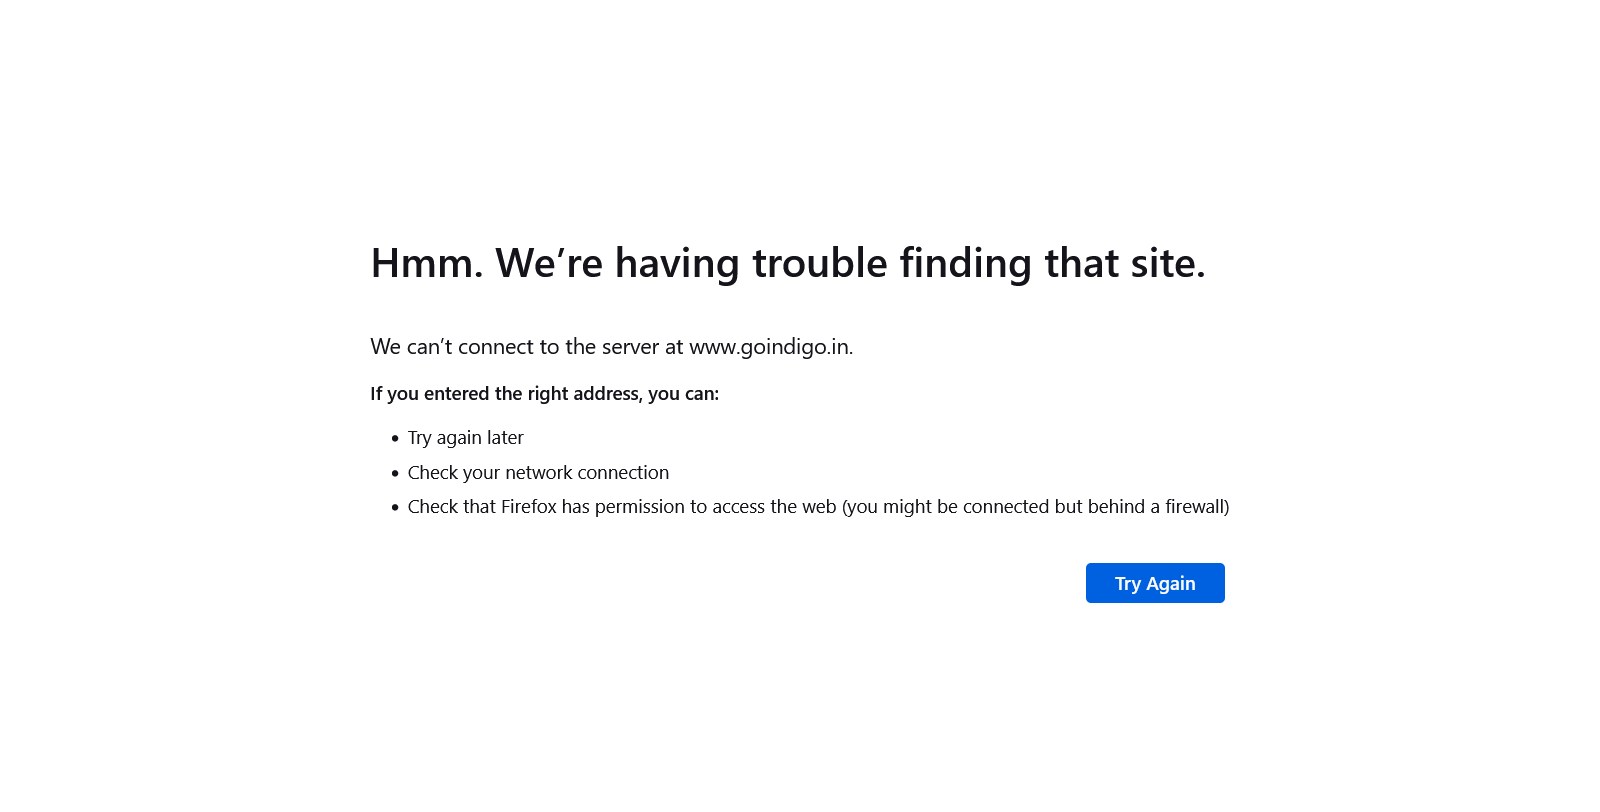 Hmm. We’re having trouble finding that site.
We can’t connect to the server at www.goindigo.in.
If you entered the right address, you can:
• Try again later
• Check your network connection
• Check that Firefox has permission to access the web (you might be connected but behind a firewall)
Try Again